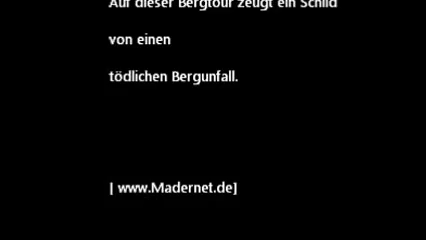 Auf dieser Bergtour zeugt ein Schild
von einen
tödlichen Bergunfall.
| www.Madernet.de]